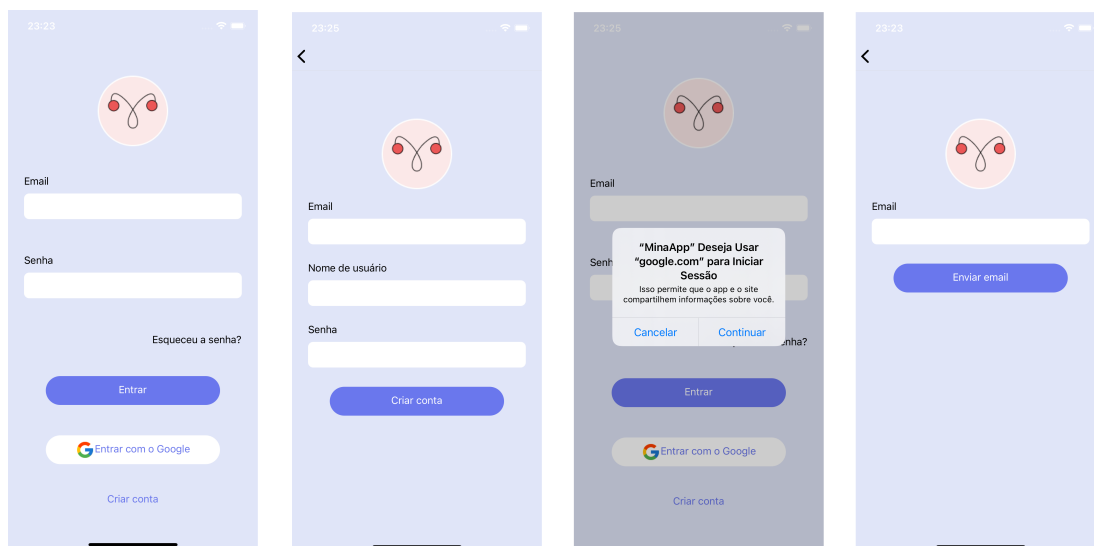 23:23
Email
Senha
Esqueceu a senha?
Entrar
Entrar com o Google
Criar conta
23:25
Email
Nome de usuário
Senha
Criar conta
23:25
Email
Senh
“MinaApp” Deseja Usar
“google.com” para Iniciar
Sessão
Isso permite que o app e o site
compartilhem informações sobre você.
Cancelar
Continuar
nha?
Entrar
Entrar com o Google
Criar conta
23:23
Email
Enviar email